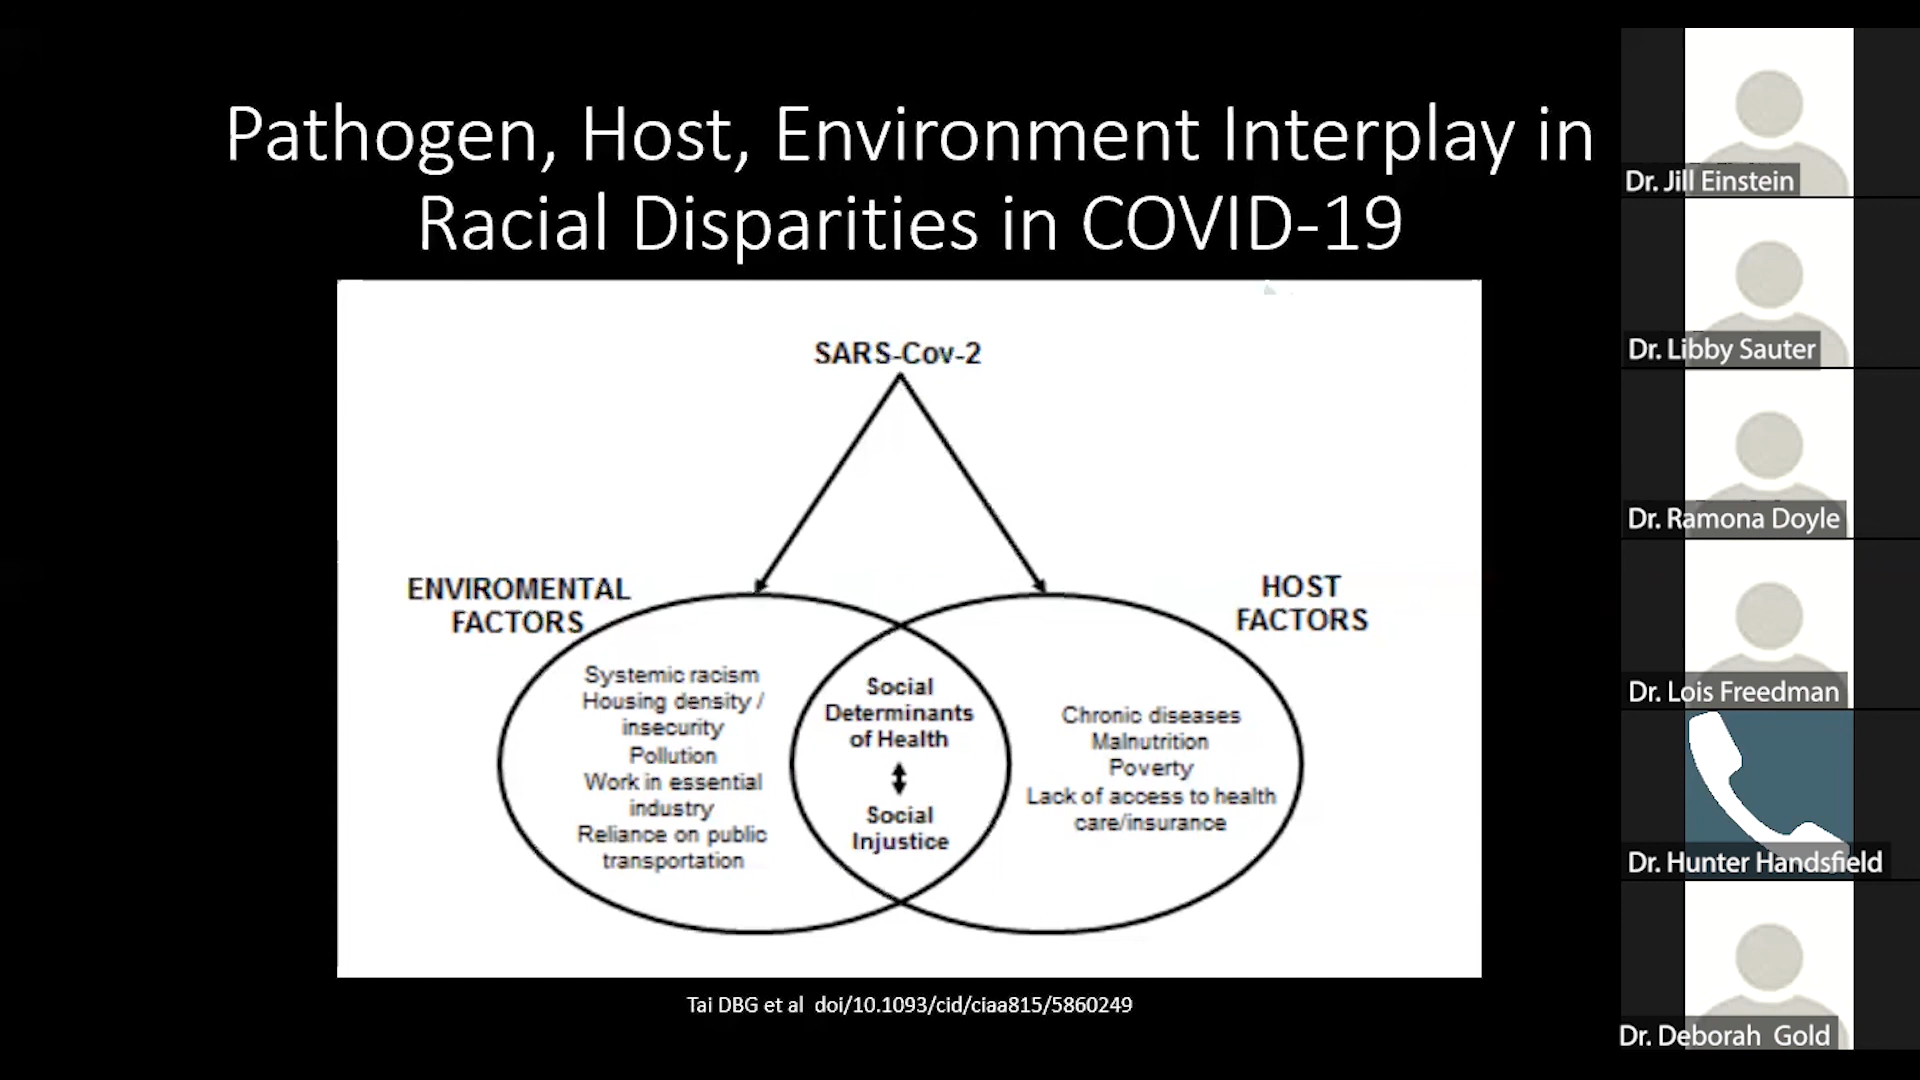 Pathogen, Host, Environment Interplay in
Racial Disparities in COVID-19
SARS-Cov-2
ENVIROMENTAL
FACTORS
HOST
FACTORS
Systemic racism
Housing density /
insecurity
Pollution
Work in essential
industry
Reliance on public
transportation
Social
Determinants
of Health
Social
Injustice
Chronic diseases
Malnutrition
Poverty
Lack of access to health
care/insurance
Tai DBG et al doi/10.1093/cid/ciaa815/5860249
Dr. Jill Einstein
Dr. Libby Sauter
Dr. Ramona Doyle
Dr. Lois Freedman
Dr. Hunter Handsfield
Dr. Deborah Gold